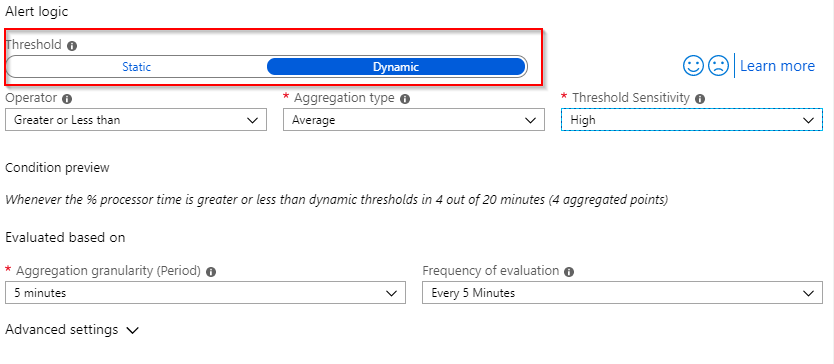 Alert logic
Threshold
Static Dynamic
Learn more
Operator * Aggregation type * Threshold Sensitivity
Greater or Less than Average High
Condition preview
Whenever the % processor time is greater or less than dynamic thresholds in 4 out of 20 minutes (4 aggregated points)
Evaluated based on
* Aggregation granularity (Period) Frequency of evaluation
5 minutes Every 5 Minutes
Advanced settings